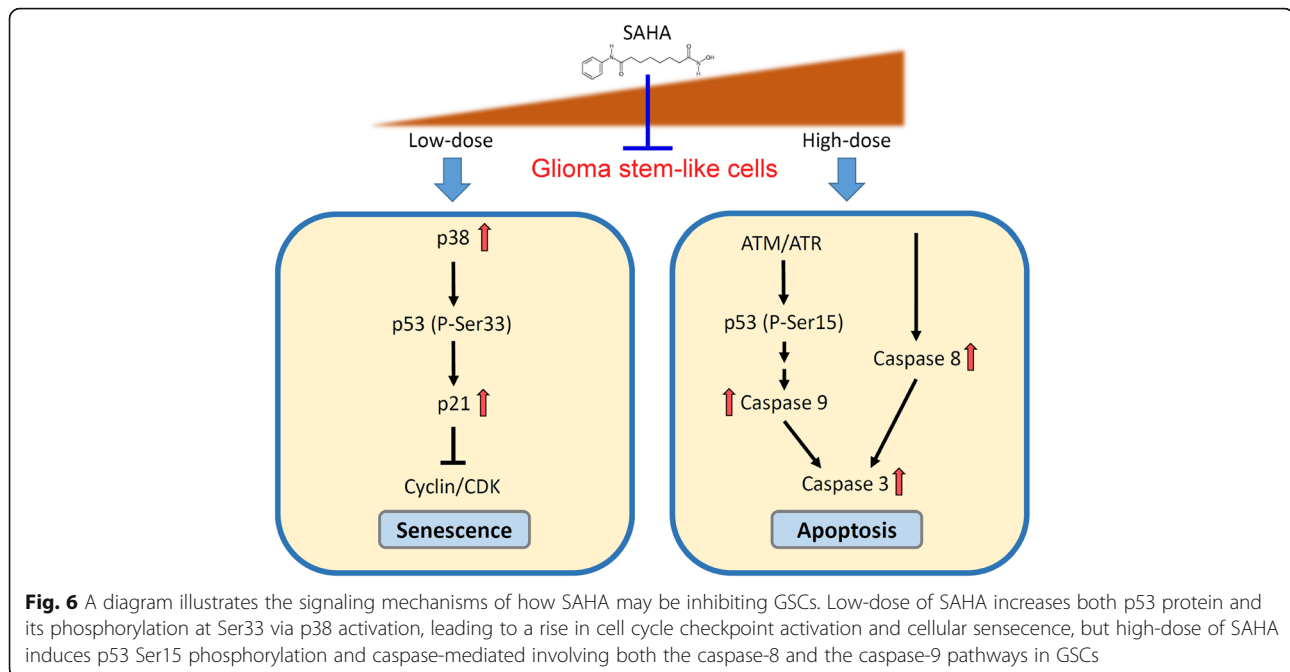 SAHA
H
N
O
O
N
OH
H
Low-dose
High-dose
Glioma stem-like cells
p38
p53 (P-Ser33)
p21
Cyclin/CDK
Senescence
ATM/ATR
p53 (P-Ser15)
Caspase 8
Caspase 9
Caspase 3
Apoptosis
Fig. 6 A diagram illustrates the signaling mechanisms of how SAHA may be inhibiting GSCs. Low-dose of SAHA increases both p53 protein and
its phosphorylation at Ser33 via p38 activation, leading to a rise in cell cycle checkpoint activation and cellular sensecence, but high-dose of SAHA
induces p53 Ser15 phosphorylation and caspase-mediated involving both the caspase-8 and the caspase-9 pathways in GSCs